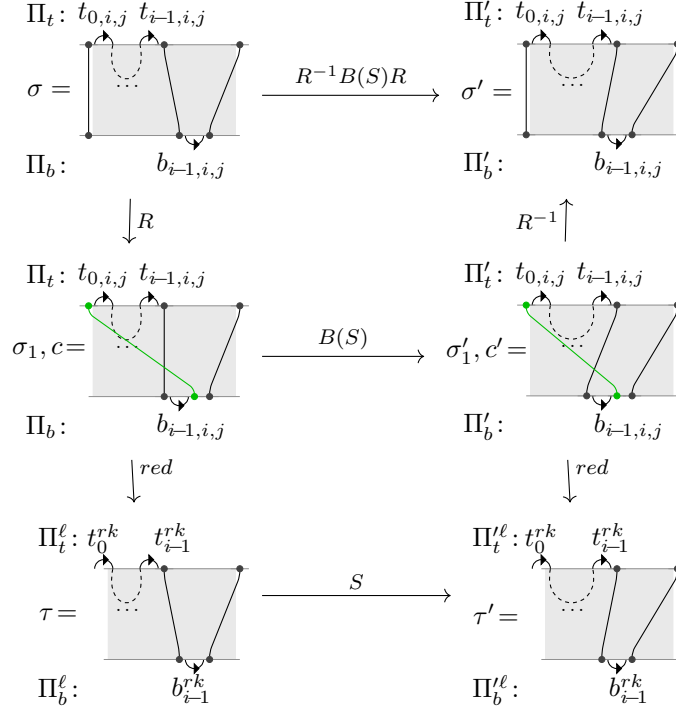 Π_t: t_{0,i,j} t_{i−1,i,j} Π′_t: t_{0,i,j} t_{i−1,i,j}
σ = ... R^{−1}B(S)R σ′ = ...
Π_b: b_{i−1,i,j} Π′_b: b_{i−1,i,j}
R R^{−1}
Π_t: t_{0,i,j} t_{i−1,i,j} Π′_t: t_{0,i,j} t_{i−1,i,j}
σ_1, c = ... B(S) σ′_1, c′ = ...
Π_b: b_{i−1,i,j} Π′_b: b_{i−1,i,j}
red red
Π^ℓ_t: t^{rk}_0 t^{rk}_{i−1} Π′^ℓ_t: t^{rk}_0 t^{rk}_{i−1}
τ = ... S τ′ = ...
Π^ℓ_b: b^{rk}_{i−1} Π′^ℓ_b: b^{rk}_{i−1}